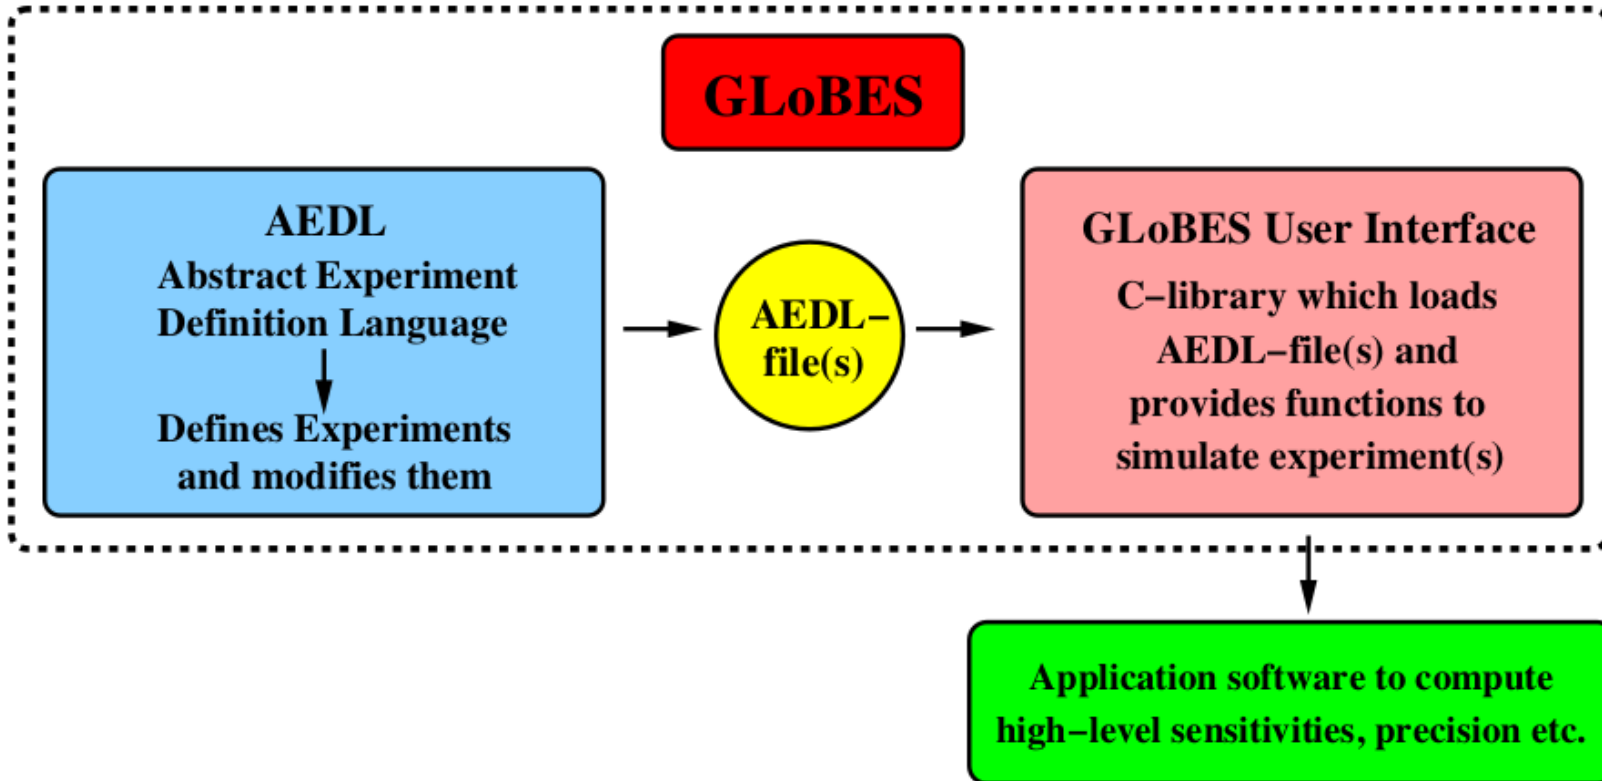 GLoBES
AEDL
Abstract Experiment
Definition Language
Defines Experiments
and modifies them
AEDL−
file(s)
GLoBES User Interface
C−library which loads
AEDL−file(s) and
provides functions to
simulate experiment(s)
Application software to compute
high−level sensitivities, precision etc.